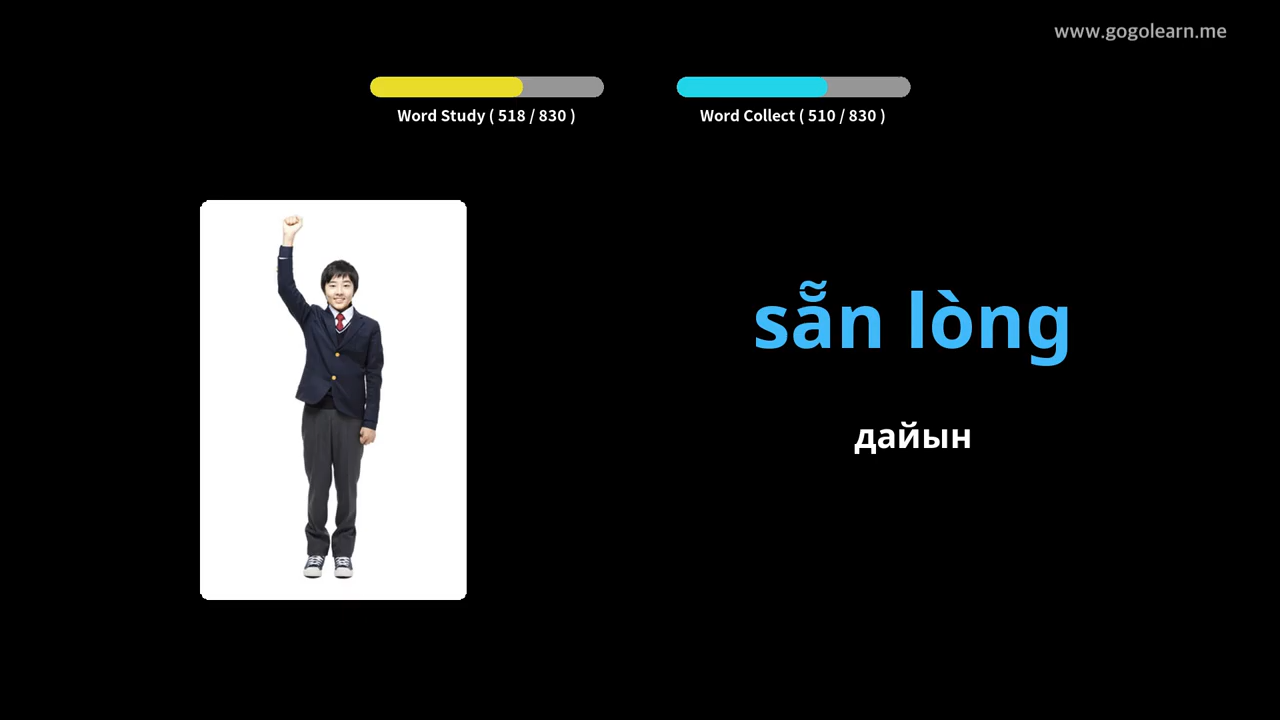 www.gogolearn.me
Word Study ( 518 / 830 )
Word Collect ( 510 / 830 )
sẵn lòng
дайын